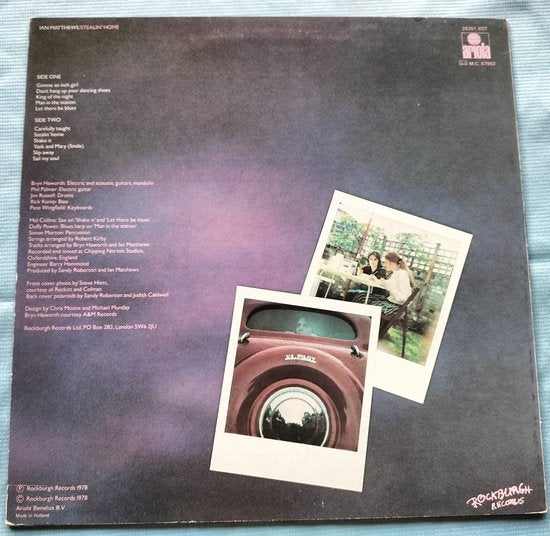 IAN MATTHEWS/STEALIN' HOME
26351 XOT
ariola
M.C. 57902
SIDE ONE
Gimme an inch girl
Don't hang up your dancing shoes
King of the night
Man in the station
Let there be blues
SIDE TWO
Carefully taught
Stealin' home
Shake it
Yank and Mary (Smile)
Slip away
Sail my soul
Bryn Haworth: Electric and acoustic guitars, mandolin
Phil Palmer: Electric guitar
Jim Russell: Drums
Rick Kemp: Bass
Pete Wingfield: Keyboards
Mel Collins: Sax on 'Shake it' and 'Let there be blues'
Duffy Power: Blues harp on 'Man in the station'
Simon Morton: Percussion
Strings arranged by Robert Kirby
Tracks arranged by Bryn Haworth and Ian Matthews
Recorded and mixed at Chipping Norton Studios,
Oxfordshire, England
Engineer Barry Hammond
Produced by Sandy Roberton and Ian Matthews
Front cover photo by Steve Hiett,
courtesy of Reckitt and Colman
Back cover polaroids by Sandy Roberton and Judith Caldwell
Design by Chris Moore and Michael Munday
Bryn Haworth courtesy A&M Records
Rockburgh Records Ltd, PO Box 283, London SW6 2JU
V8 PILOT
Ⓟ Rockburgh Records 1978
© Rockburgh Records 1978
Ariola Benelux B.V.
Made in Holland
ROCKBURGH
RECORDS